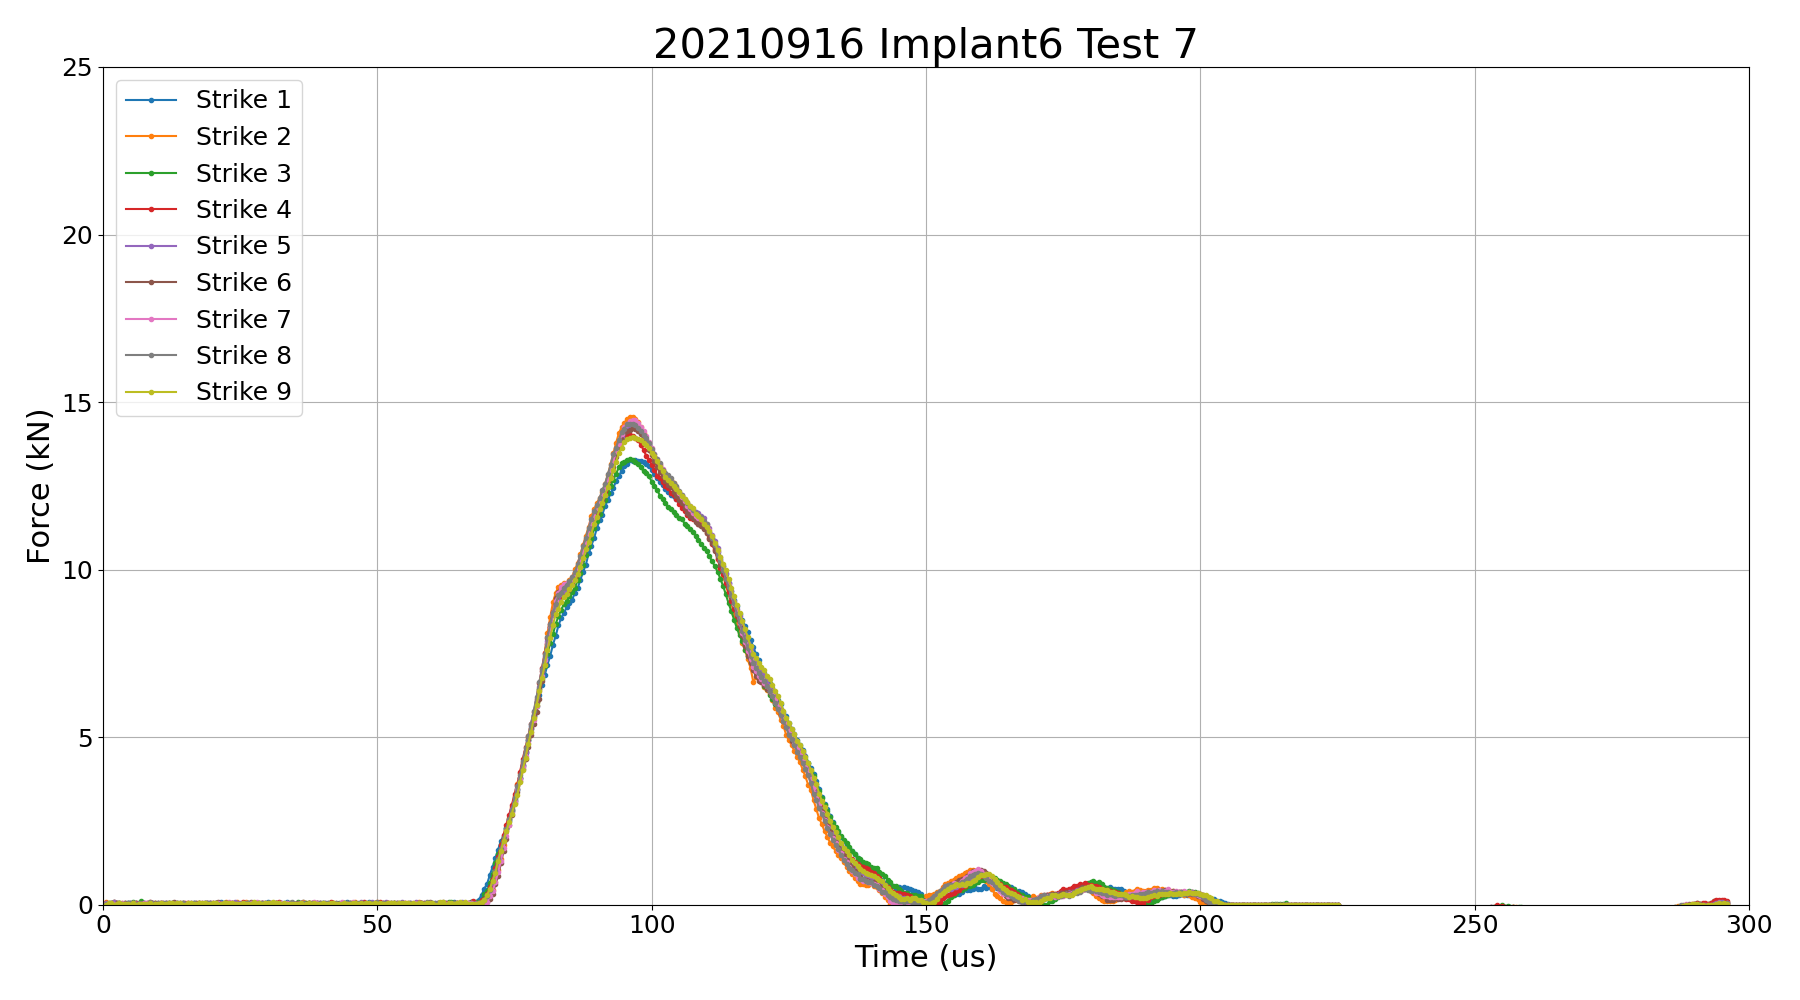 20210916 Implant6 Test 7
25
20
15
10
5
0
Force (kN)
Strike 1
Strike 2
Strike 3
Strike 4
Strike 5
Strike 6
Strike 7
Strike 8
Strike 9
0 50 100 150 200 250 300
Time (us)